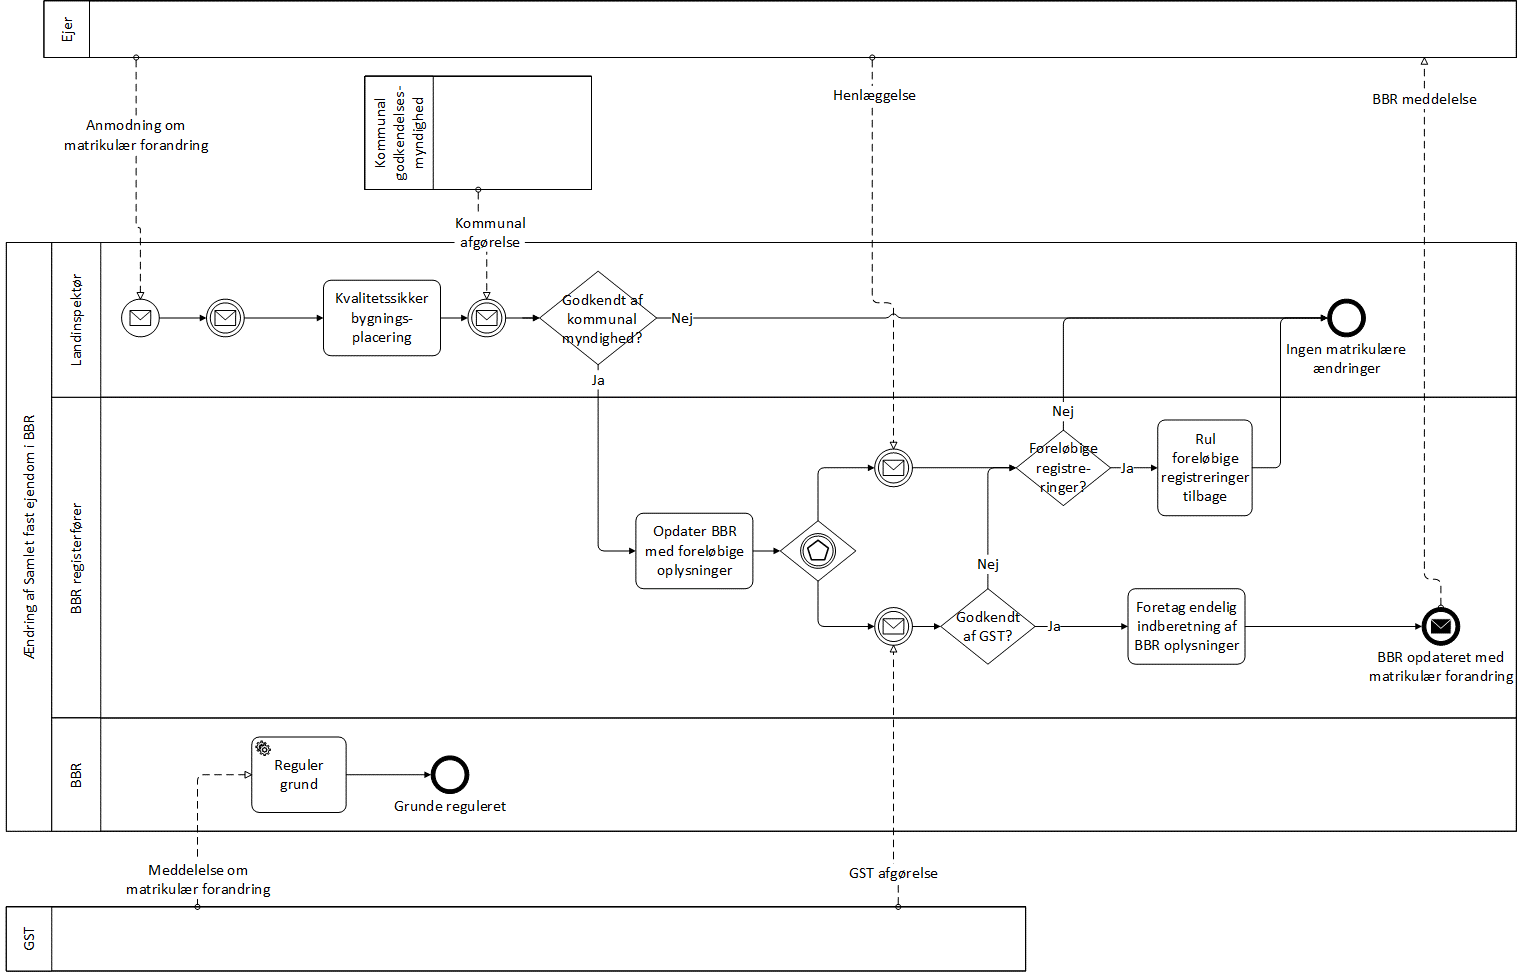 Ejer
Anmodning om
matrikulær forandring
Kommunal
godkendelses-
myndighed
Henlæggelse
BBR meddelelse
Kommunal
afgørelse
Ændring af Samlet fast ejendom i BBR
Landinspektør
Kvalitetssikker
bygnings-
placering
Godkendt af
kommunal
myndighed?
Nej
Ja
Ingen matrikulære
ændringer
BBR registerfører
Opdater BBR
med foreløbige
oplysninger
Nej
Foreløbige
registre-
ringer?
Ja
Rul
foreløbige
registreringer
tilbage
Nej
Godkendt
af GST?
Ja
Foretag endelig
indberetning af
BBR oplysninger
BBR opdateret med
matrikulær forandring
BBR
Reguler
grund
Grunde reguleret
Meddelelse om
matrikulær forandring
GST afgørelse
GST